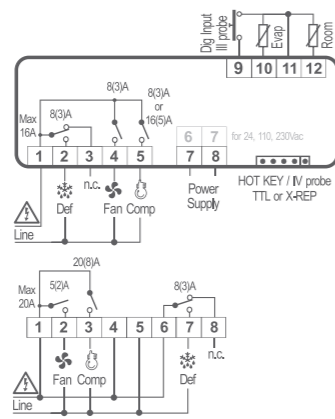 Dig Input
III probe
Evap
Room
9 10 11 12
8(3)A
8(3)A
or
16(5)A
8(3)A
Max
16A
1 2 3 4 5
6 7 for 24, 110, 230Vac
7 8
n.c.
Def
Fan Comp
Power
Supply
HOT KEY / IV probe
TTL or X-REP
Line
20(8)A
Max
20A
5(2)A
8(3)A
1 2 3 4 5 6 7 8
n.c.
Fan Comp
Def
Line